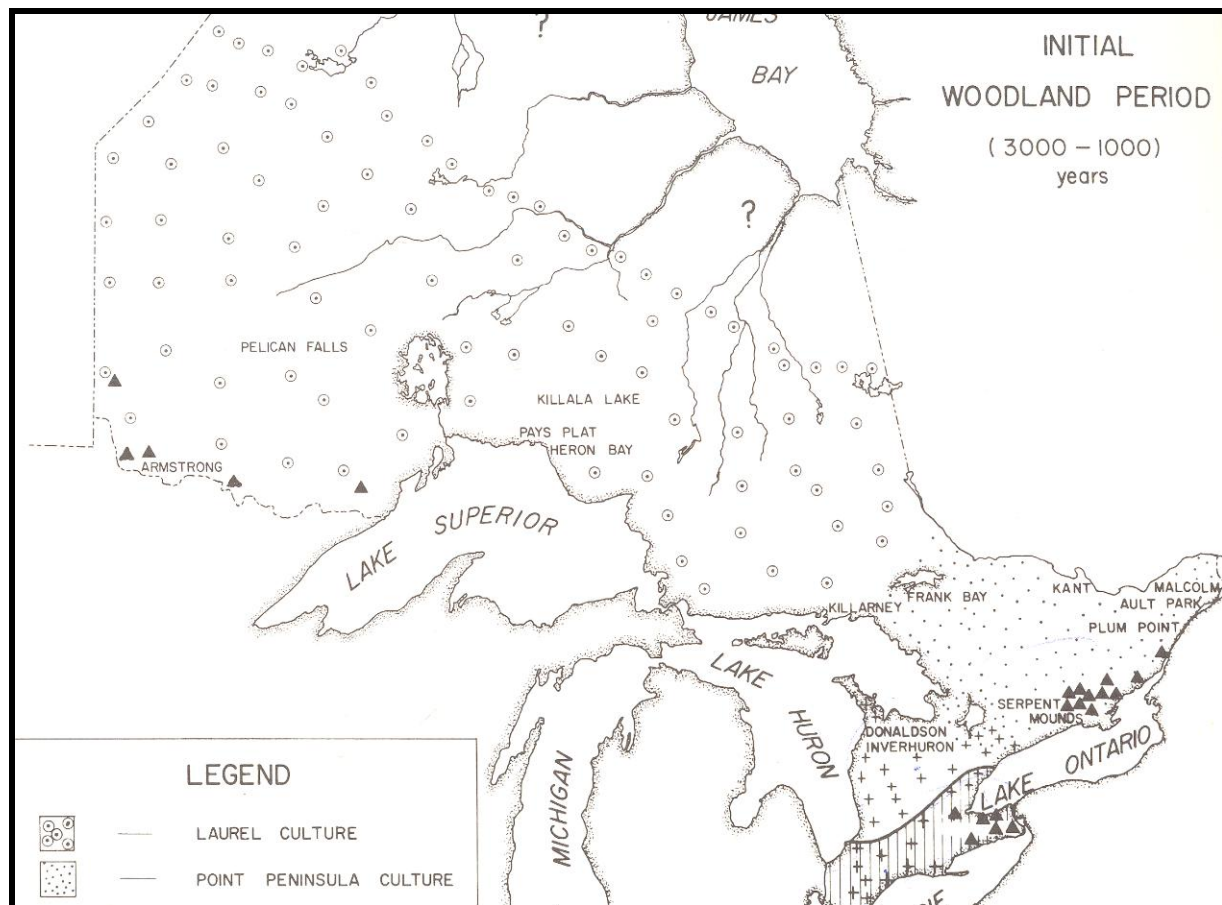 JAMES
BAY
?
?
INITIAL
WOODLAND PERIOD
(3000 – 1000)
years
PELICAN FALLS
KILLALA LAKE
PAYS PLAT
HERON BAY
ARMSTRONG
LAKE SUPERIOR
KILLARNEY
FRANK BAY
KANT
MALCOLM
AULT PARK
PLUM POINT
LAKE HURON
SERPENT
MOUNDS
DONALDSON
INVERHURON
LAKE ONTARIO
MICHIGAN
LEGEND
— LAUREL CULTURE
— POINT PENINSULA CULTURE